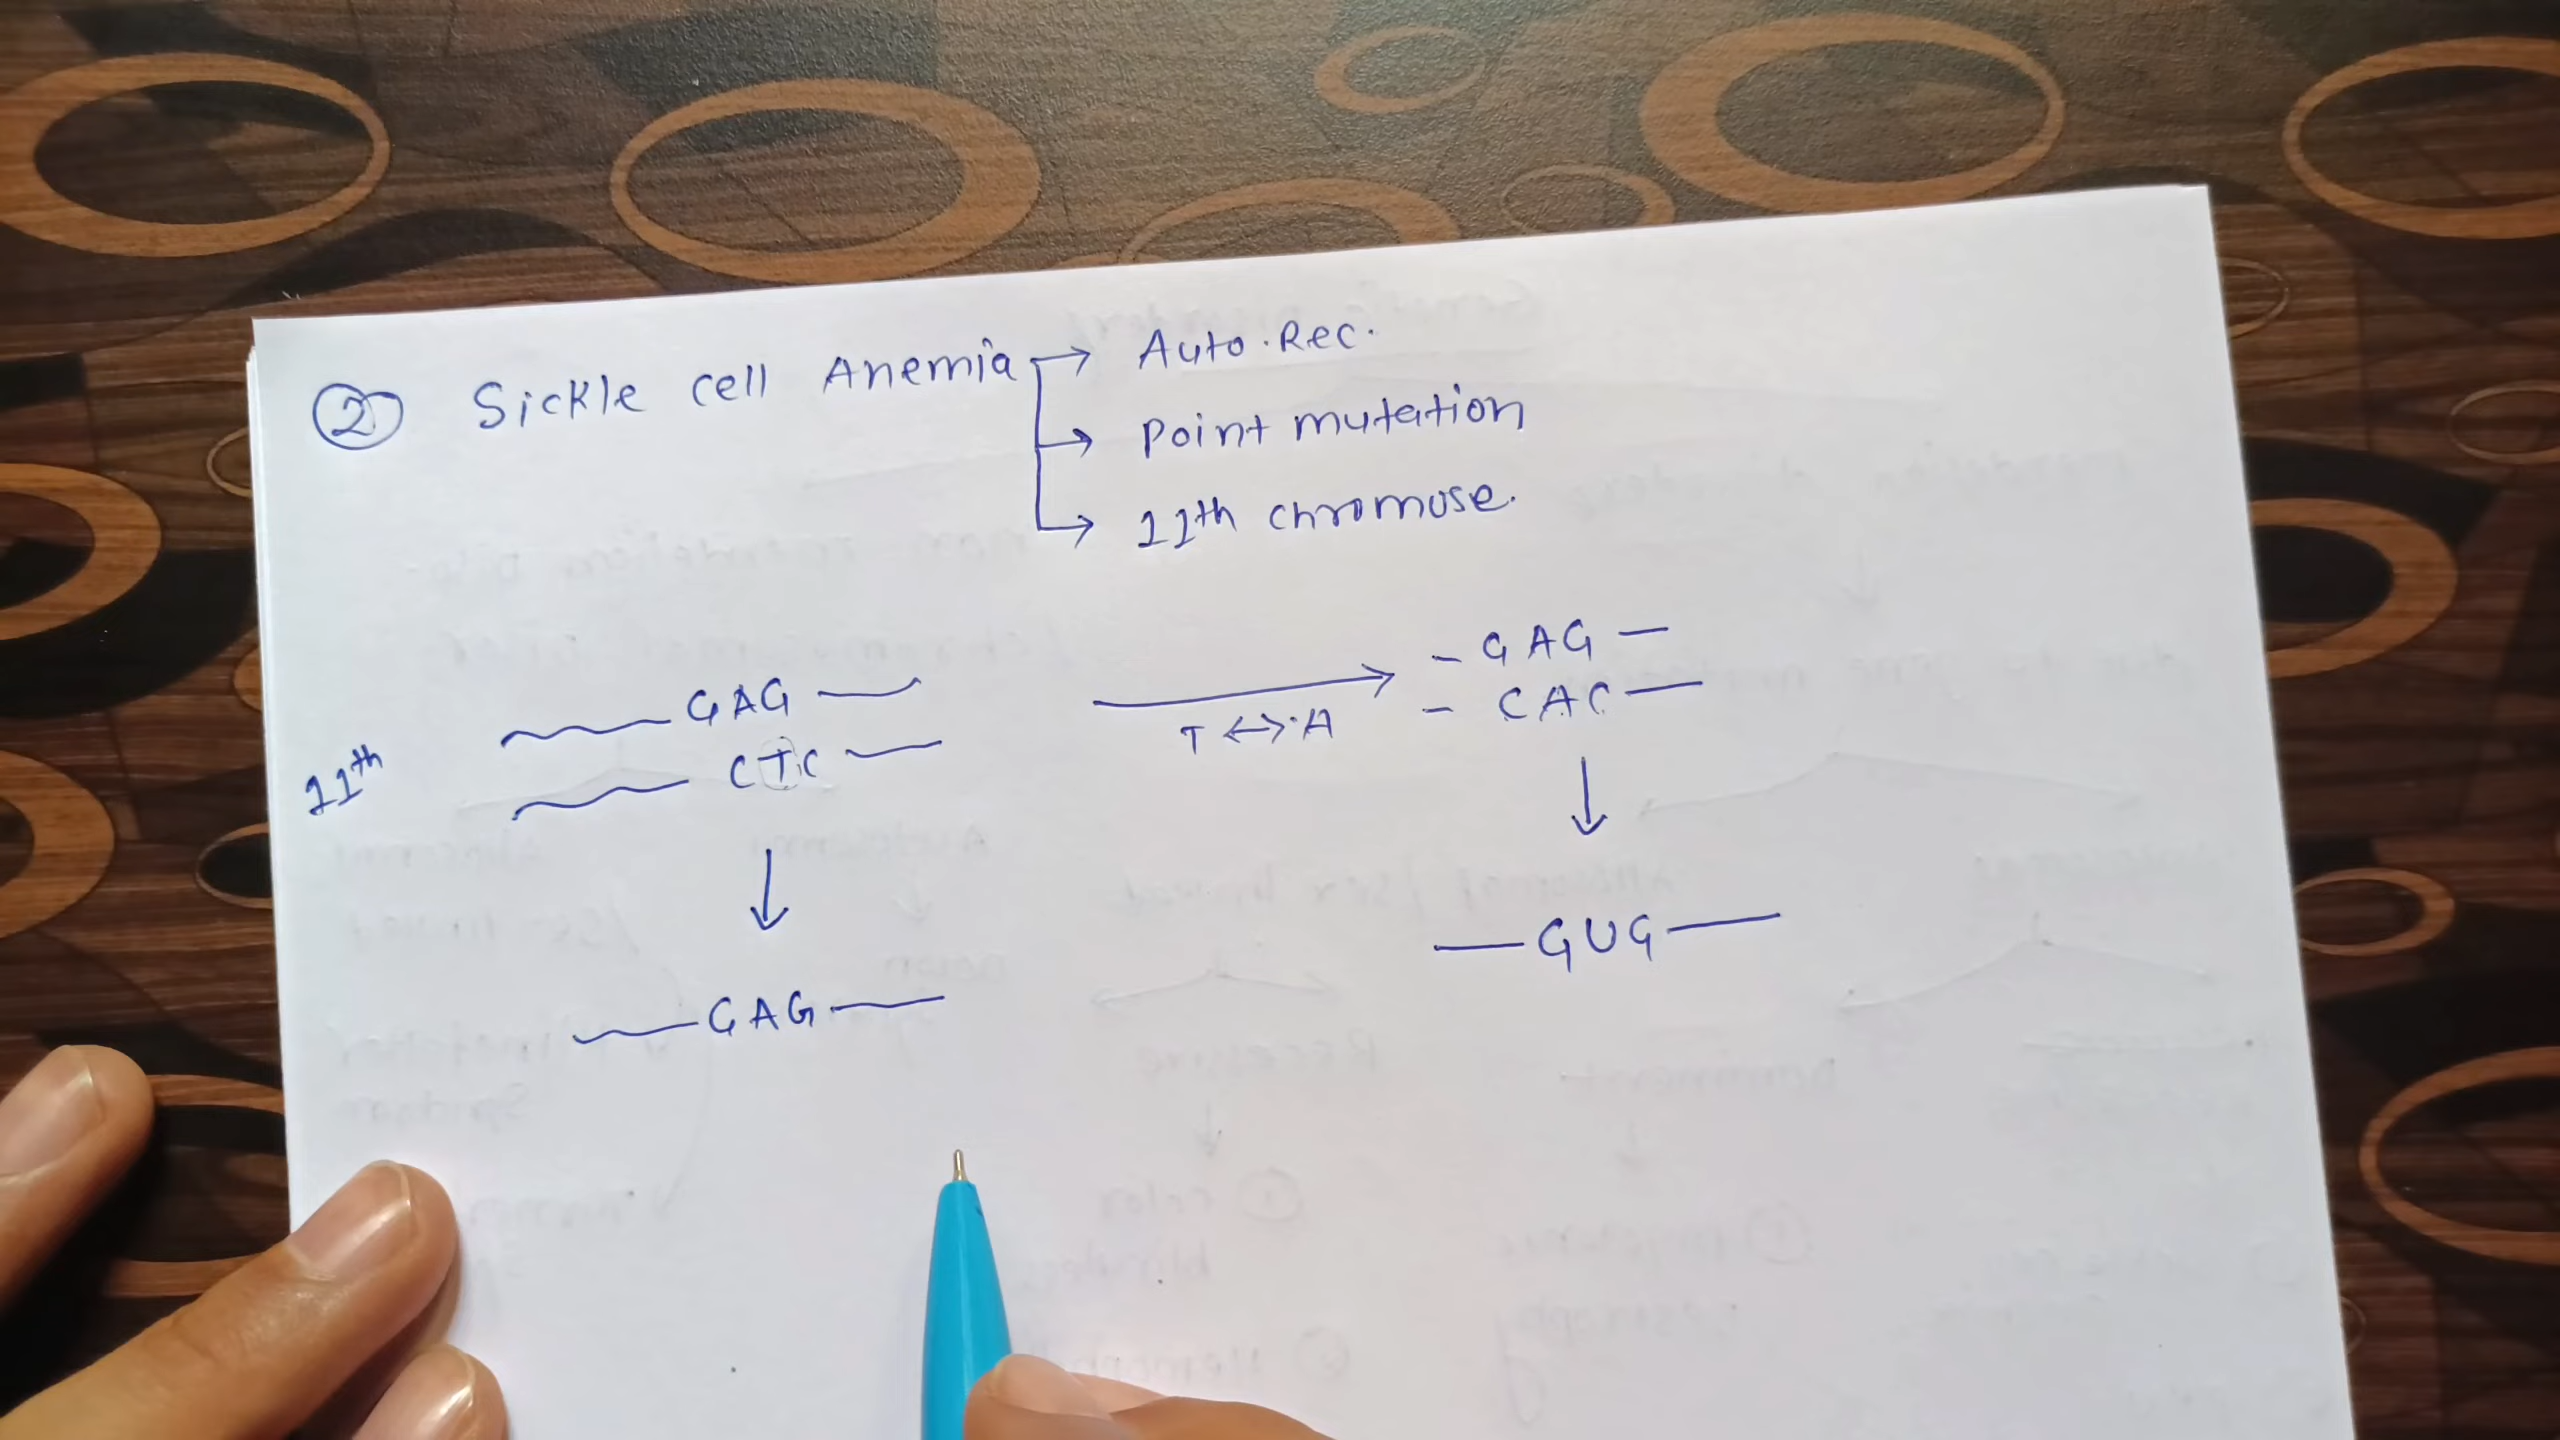 ② Sickle cell Anemia → Auto. Rec.
→ Point mutation
→ 11th chromose.
11th
GAG
CTC
T ↔ A
- GAG -
- CAC -
GAG
- GUG -